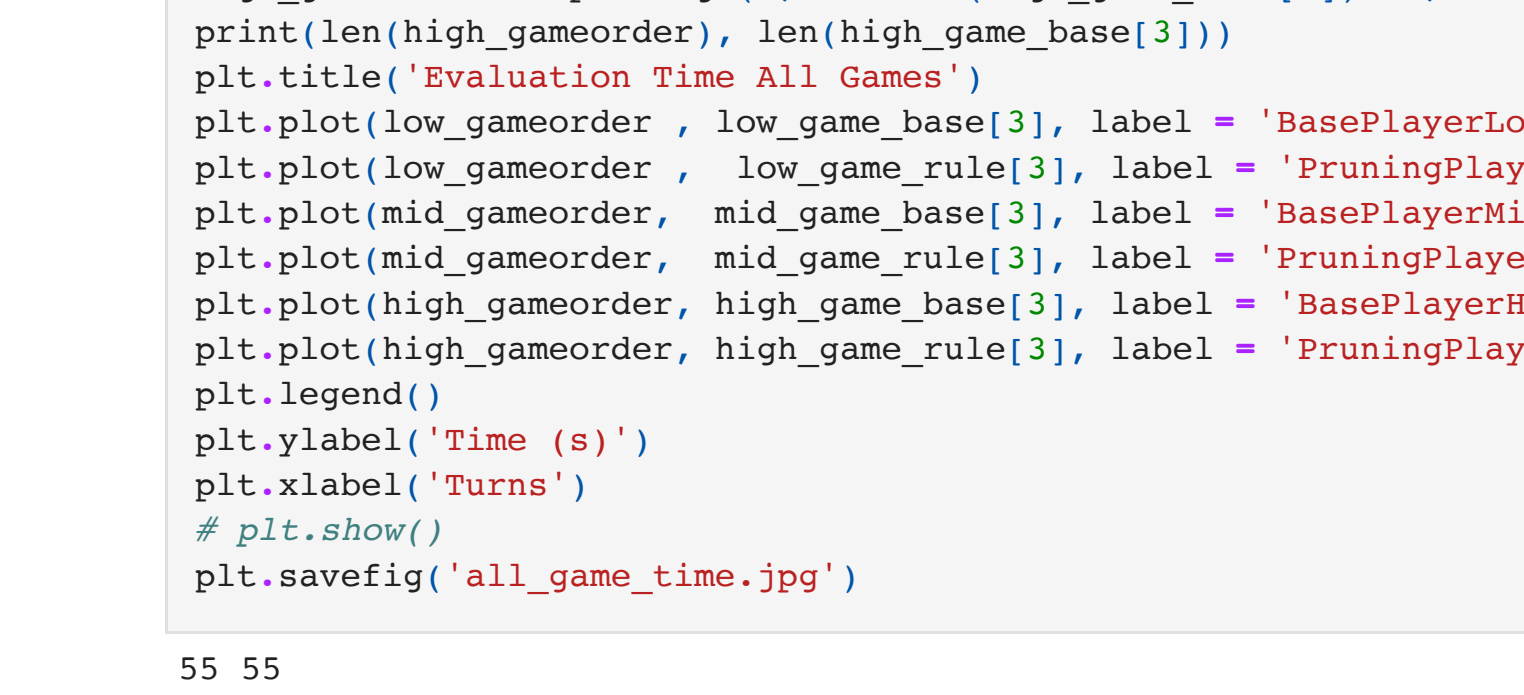 print(len(high_gameorder), len(high_game_base[3]))
plt.title('Evaluation Time All Games')
plt.plot(low_gameorder , low_game_base[3], label = 'BasePlayerLo
plt.plot(low_gameorder ,  low_game_rule[3], label = 'PruningPlay
plt.plot(mid_gameorder,  mid_game_base[3], label = 'BasePlayerMi
plt.plot(mid_gameorder,  mid_game_rule[3], label = 'PruningPlaye
plt.plot(high_gameorder, high_game_base[3], label = 'BasePlayerH
plt.plot(high_gameorder, high_game_rule[3], label = 'PruningPlay
plt.legend()
plt.ylabel('Time (s)')
plt.xlabel('Turns')
# plt.show()
plt.savefig('all_game_time.jpg')
55 55